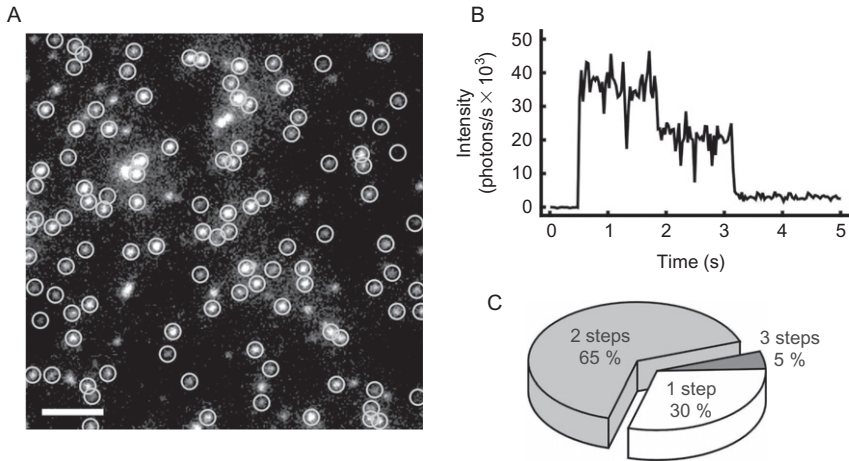 A
B
50
40
30
20
10
0
Intensity
(photons/s × 10³)
0 1 2 3 4 5
Time (s)
C
2 steps
65 %
3 steps
5 %
1 step
30 %